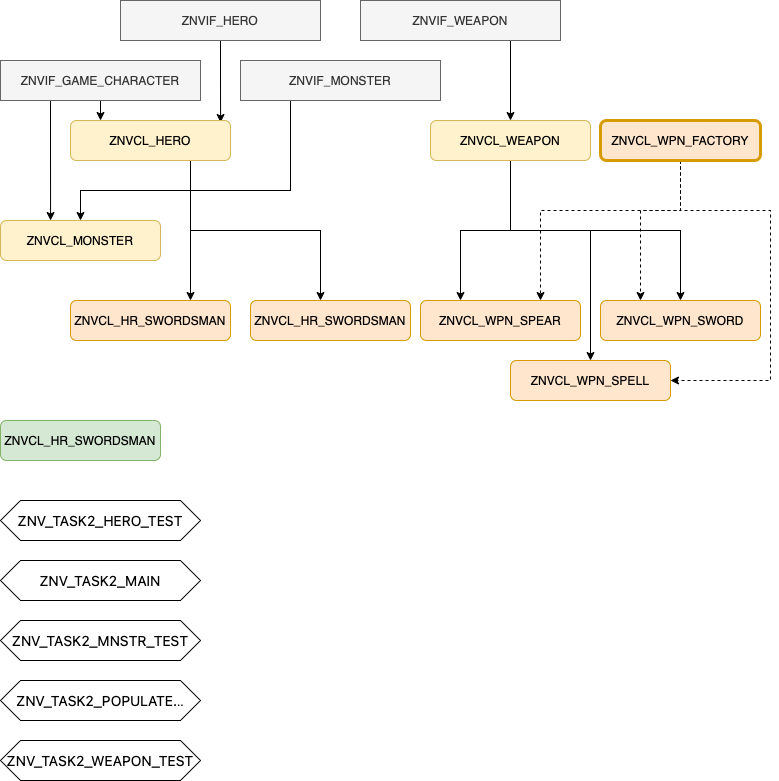 ZNVIF_HERO
ZNVIF_WEAPON
ZNVIF_GAME_CHARACTER
ZNVIF_MONSTER
ZNVCL_HERO
ZNVCL_WEAPON
ZNVCL_WPN_FACTORY
ZNVCL_MONSTER
ZNVCL_HR_SWORDSMAN
ZNVCL_HR_SWORDSMAN
ZNVCL_WPN_SPEAR
ZNVCL_WPN_SWORD
ZNVCL_WPN_SPELL
ZNVCL_HR_SWORDSMAN
ZNV_TASK2_HERO_TEST
ZNV_TASK2_MAIN
ZNV_TASK2_MNSTR_TEST
ZNV_TASK2_POPULATE...
ZNV_TASK2_WEAPON_TEST